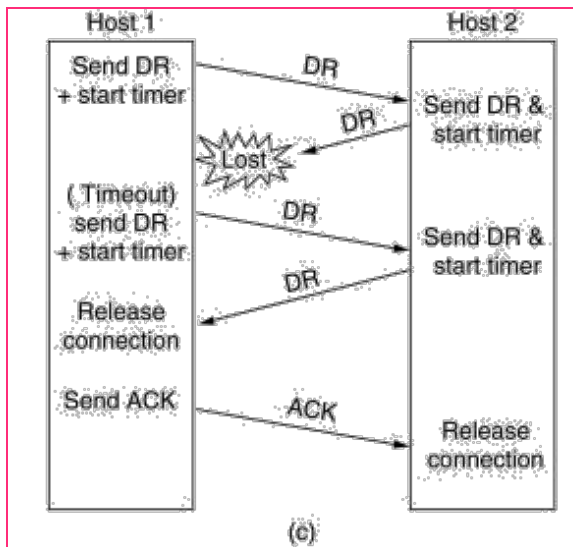 Host 1
Host 2
Send DR
+ start timer
DR
Send DR &
start timer
DR
Lost
( Timeout)
send DR
+ start timer
DR
Send DR &
start timer
DR
Release
connection
Send ACK
ACK
Release
connection
(c)